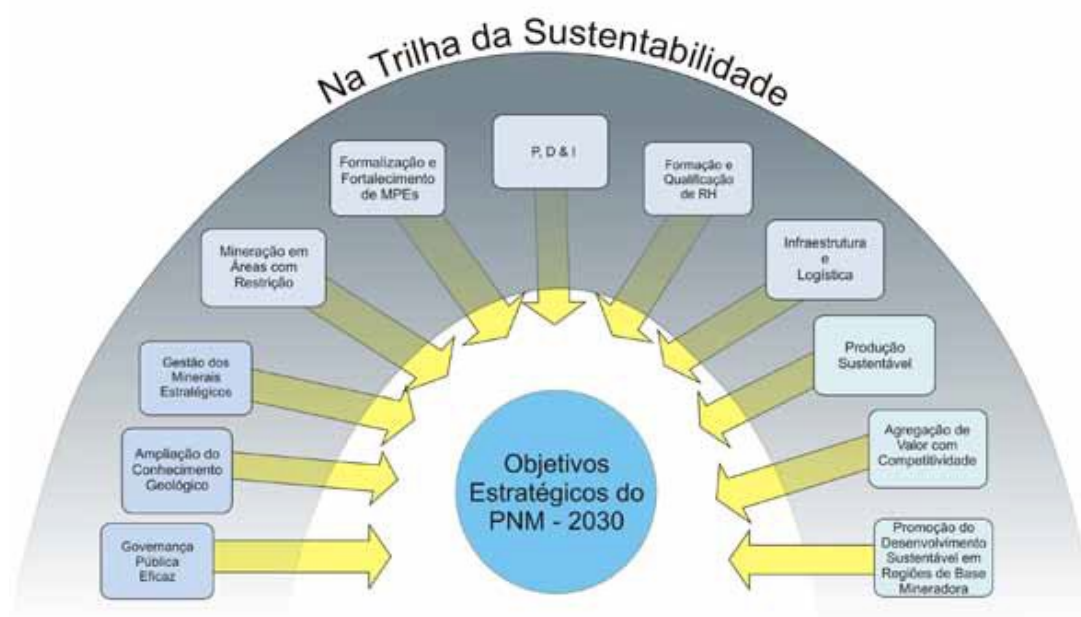 Na Trilha da Sustentabilidade
P, D & I
Formalização e
Fortalecimento
de MPEs
Formação e
Qualificação
de RH
Mineração em
Áreas com
Restrição
Infraestrutura
e
Logística
Gestão dos
Minerais
Estratégicos
Produção
Sustentável
Ampliação do
Conhecimento
Geológico
Agregação de
Valor com
Competitividade
Governança
Pública
Eficaz
Promoção do
Desenvolvimento
Sustentável em
Regiões de Base
Mineradora
Objetivos
Estratégicos do
PNM - 2030